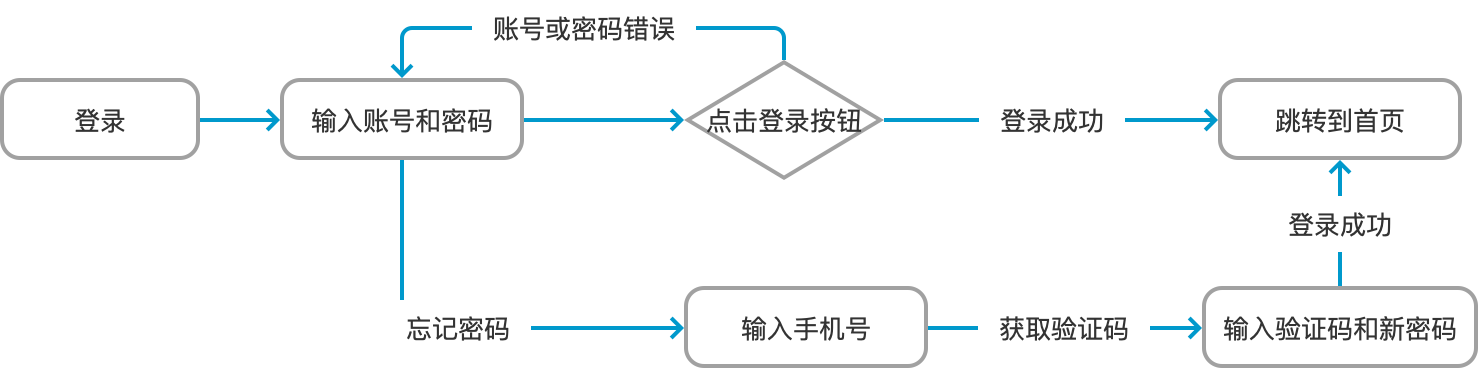 账号或密码错误
登录
输入账号和密码
点击登录按钮
登录成功
跳转到首页
登录成功
忘记密码
输入手机号
获取验证码
输入验证码和新密码